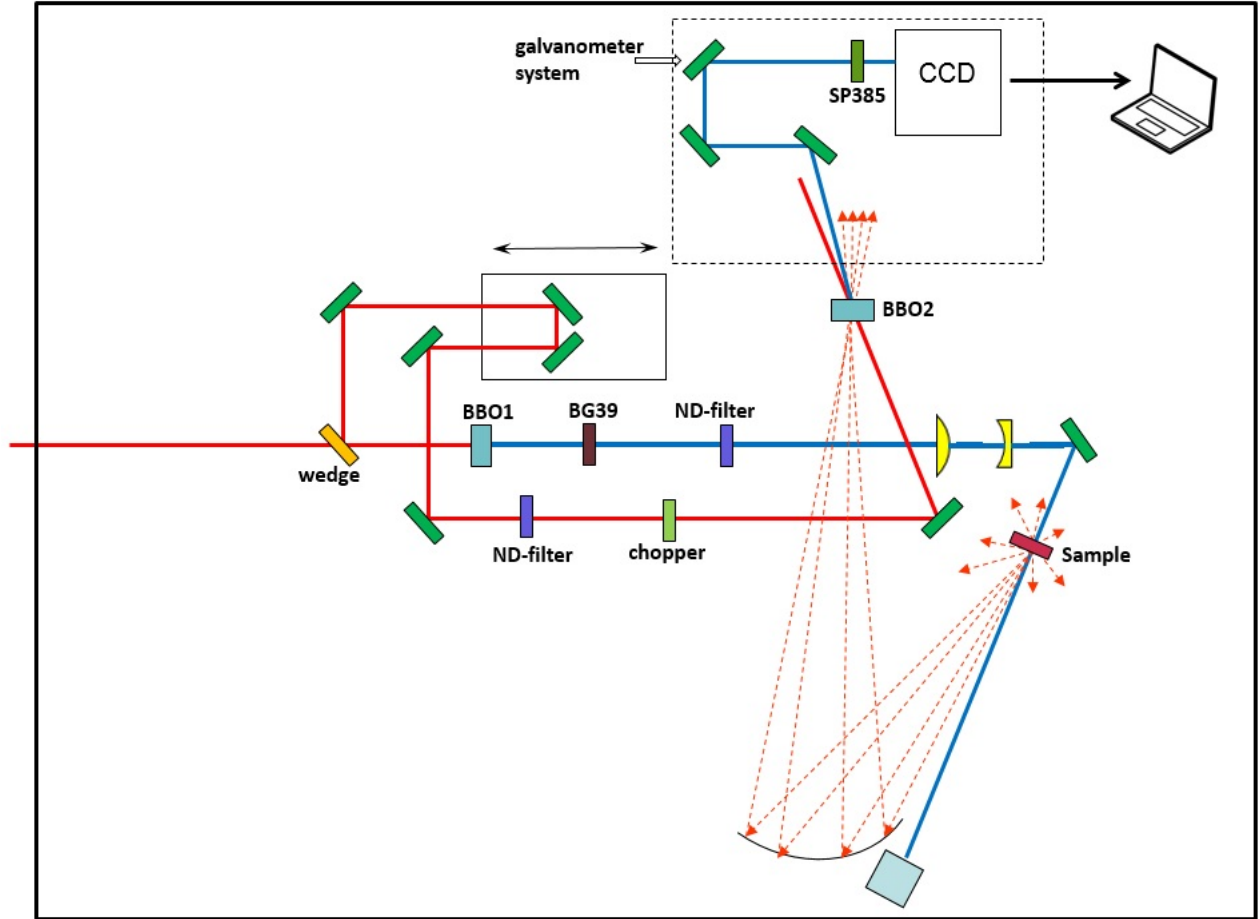 galvanometer
system
CCD
SP385
BBO2
BBO1
BG39
ND-filter
wedge
ND-filter
chopper
Sample